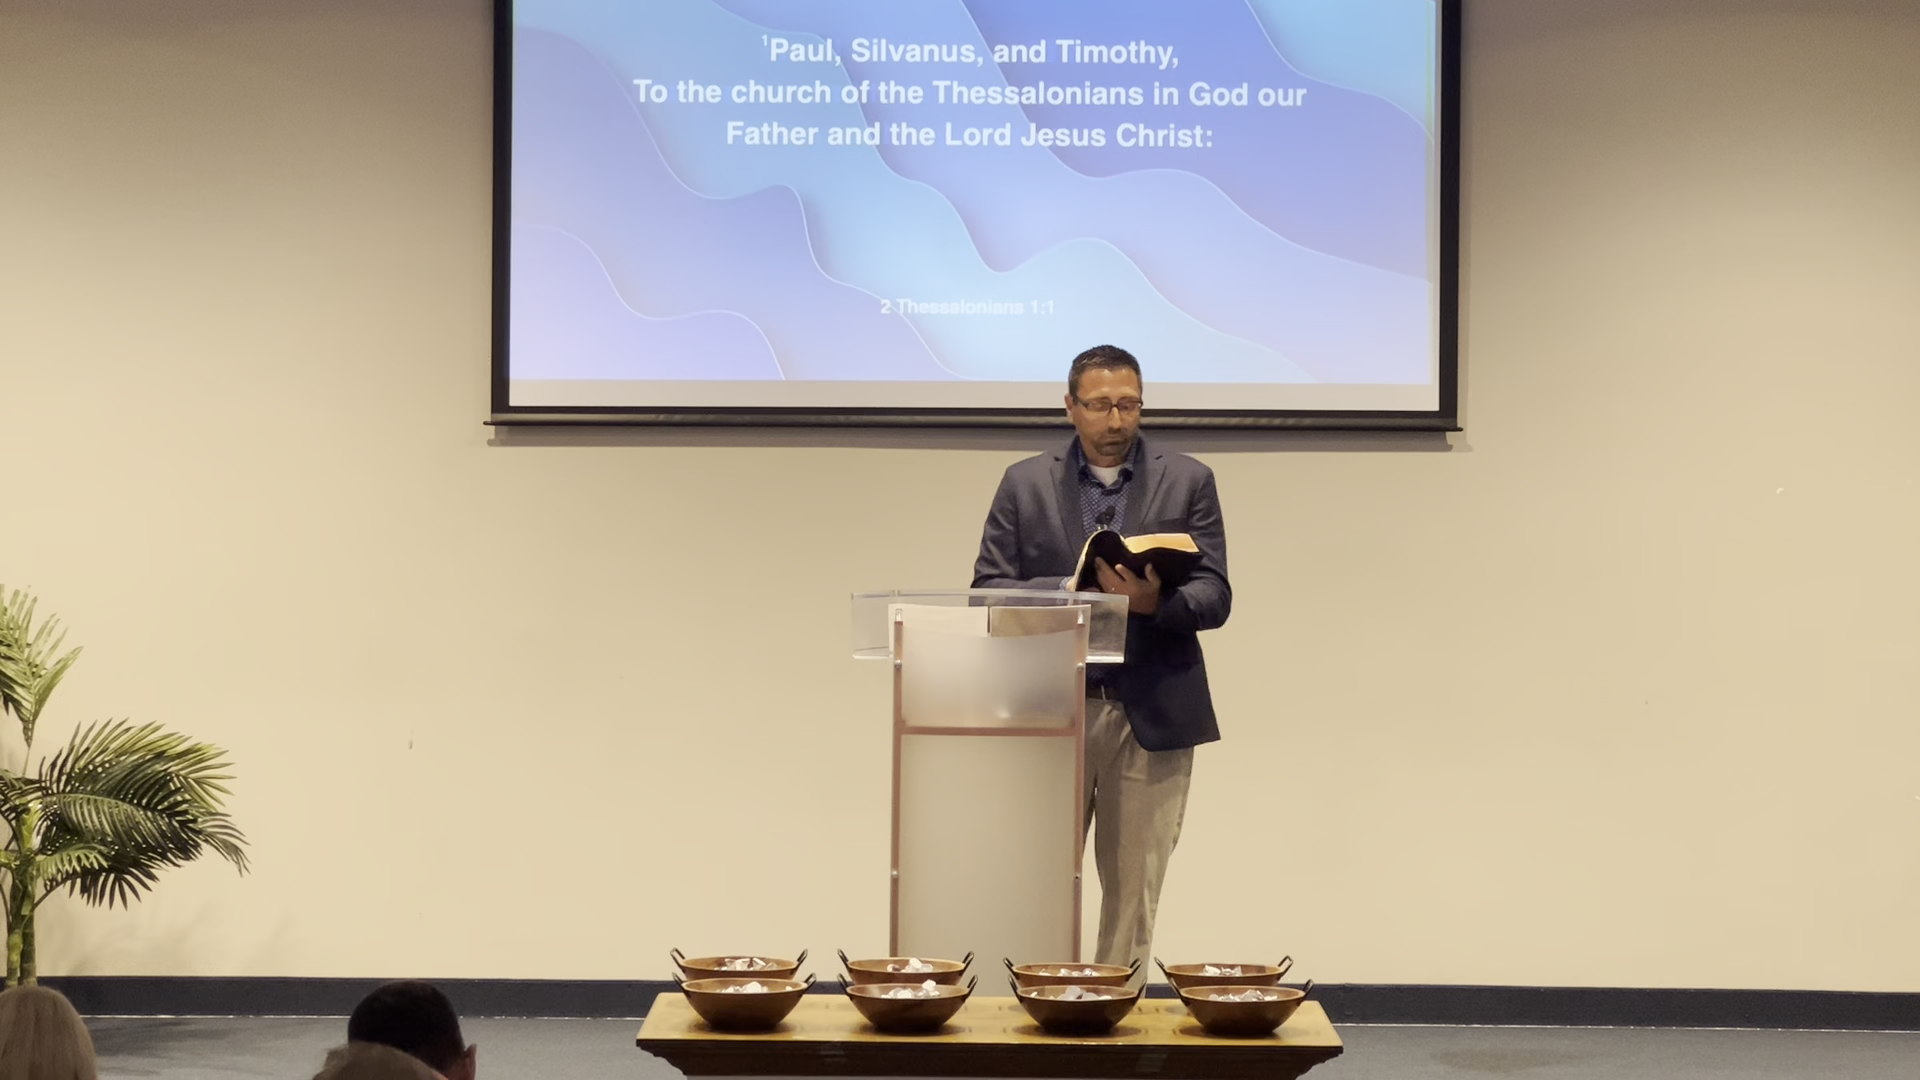 ¹Paul, Silvanus, and Timothy,
To the church of the Thessalonians in God our
Father and the Lord Jesus Christ:
2 Thessalonians 1:1